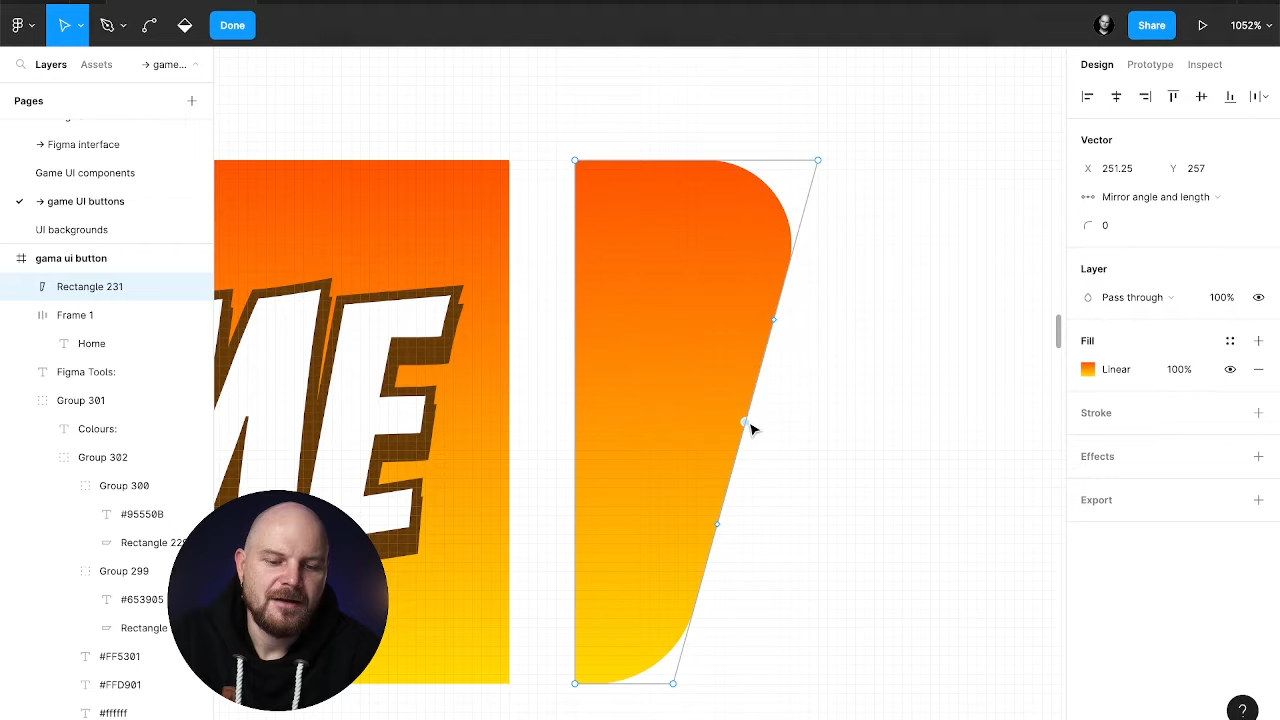 Done
Share
1052%
Layers
Assets
→ game...
Pages
→ Figma interface
Game UI components
→ game UI buttons
UI backgrounds
gama ui button
Rectangle 231
Frame 1
Home
Figma Tools:
Group 301
Colours:
Group 302
Group 300
#95550B
Rectangle 229
Group 299
#653905
Rectangle
#FF5301
#FFD901
#ffffff
ME
Design
Prototype
Inspect
Vector
X 251.25
Y 257
Mirror angle and length
0
Layer
Pass through
100%
Fill
Linear
100%
Stroke
Effects
Export
?